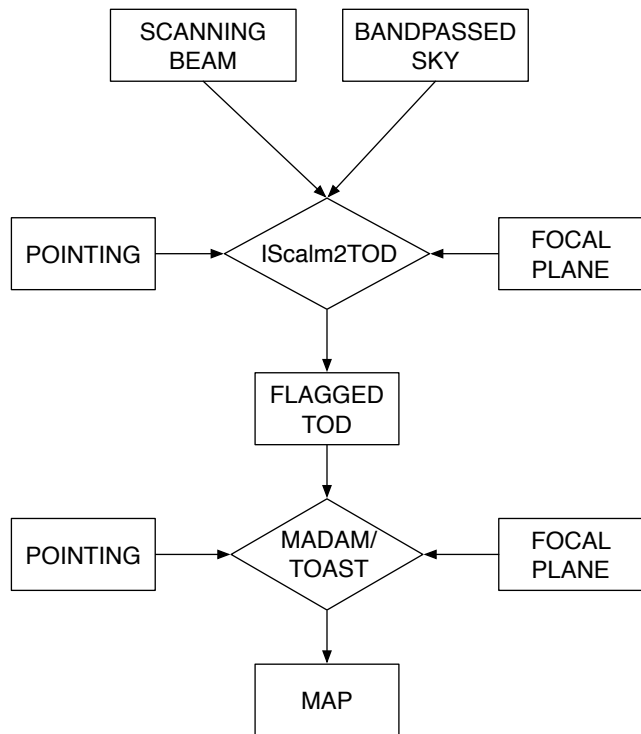 SCANNING
BEAM
BANDPASSED
SKY
POINTING
IScalm2TOD
FOCAL
PLANE
FLAGGED
TOD
POINTING
MADAM/
TOAST
FOCAL
PLANE
MAP